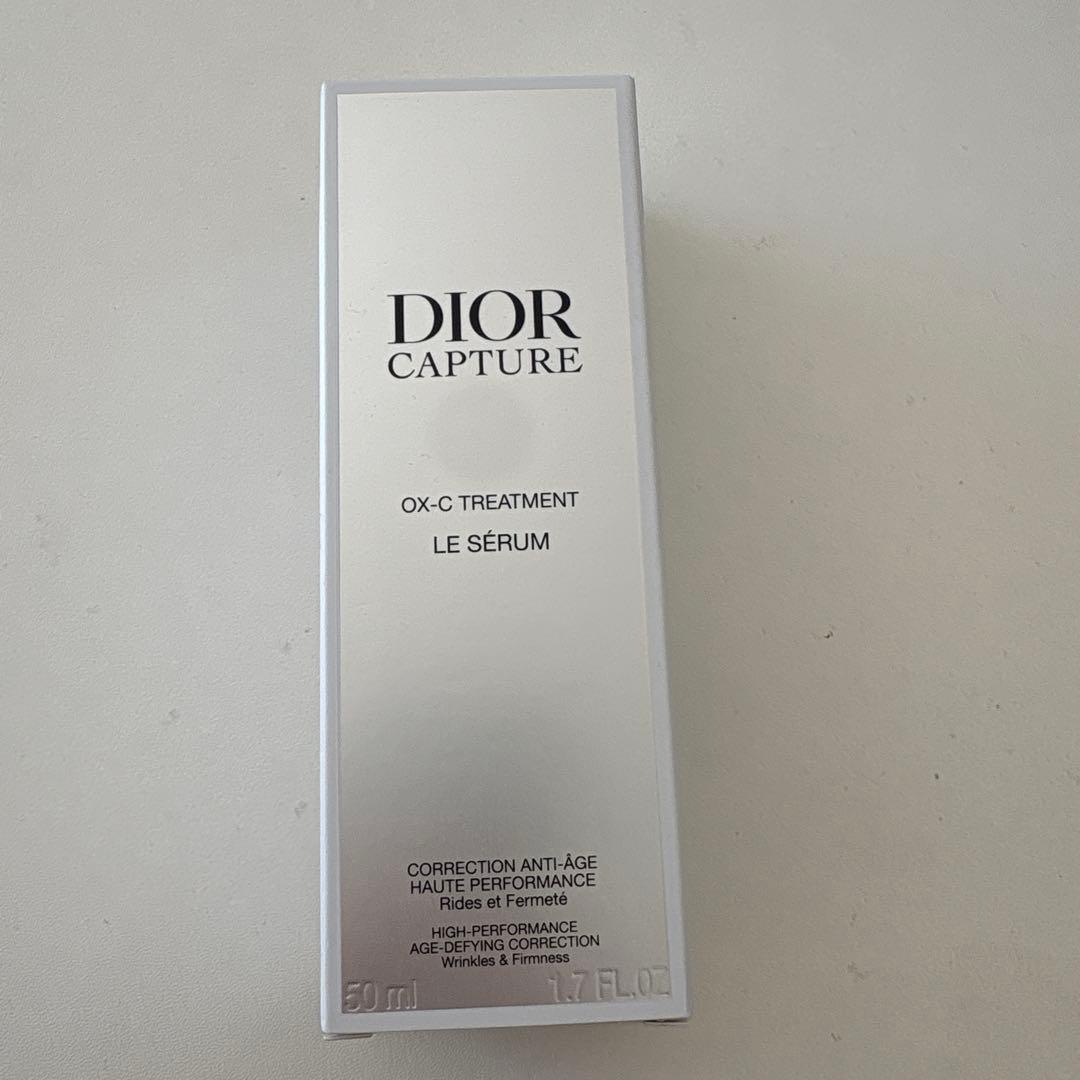 DIOR
CAPTURE
OX-C TREATMENT
LE SÉRUM
CORRECTION ANTI-ÂGE
HAUTE PERFORMANCE
Rides et Fermeté
HIGH-PERFORMANCE
AGE-DEFYING CORRECTION
Wrinkles & Firmness
50 ml 1.7 FL.OZ